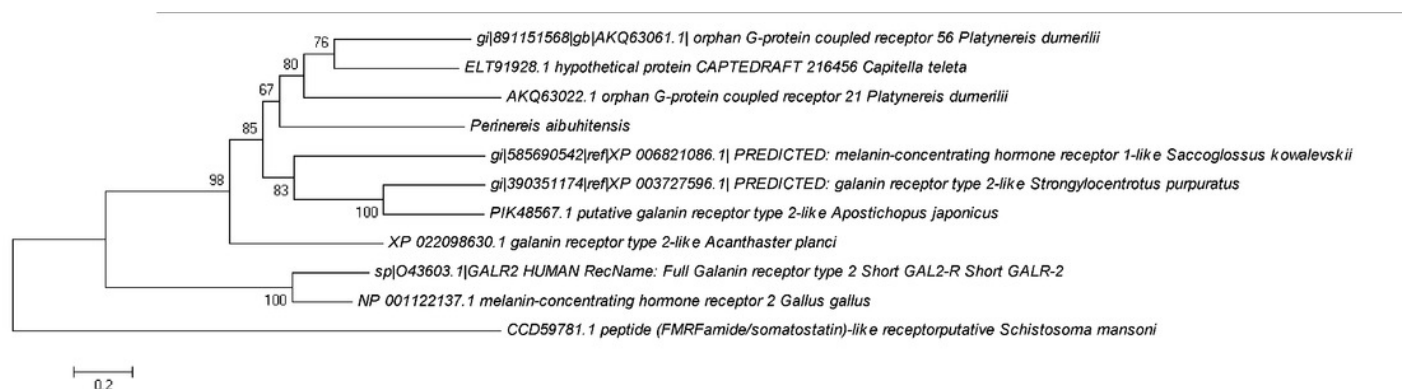 76
gi|891151568|gb|AKQ63061.1| orphan G-protein coupled receptor 56 Platynereis dumerilii
80
ELT91928.1 hypothetical protein CAPTEDRAFT 216456 Capitella teleta
67
AKQ63022.1 orphan G-protein coupled receptor 21 Platynereis dumerilii
85
Perinereis aibuhitensis
gi|585690542|ref|XP 006821086.1| PREDICTED: melanin-concentrating hormone receptor 1-like Saccoglossus kowalevskii
98
83
gi|390351174|ref|XP 003727596.1| PREDICTED: galanin receptor type 2-like Strongylocentrotus purpuratus
100
PIK48567.1 putative galanin receptor type 2-like Apostichopus japonicus
XP 022098630.1 galanin receptor type 2-like Acanthaster planci
sp|O43603.1|GALR2 HUMAN RecName: Full Galanin receptor type 2 Short GAL2-R Short GALR-2
100
NP 001122137.1 melanin-concentrating hormone receptor 2 Gallus gallus
CCD59781.1 peptide (FMRFamide/somatostatin)-like receptorputative Schistosoma mansoni
0.2